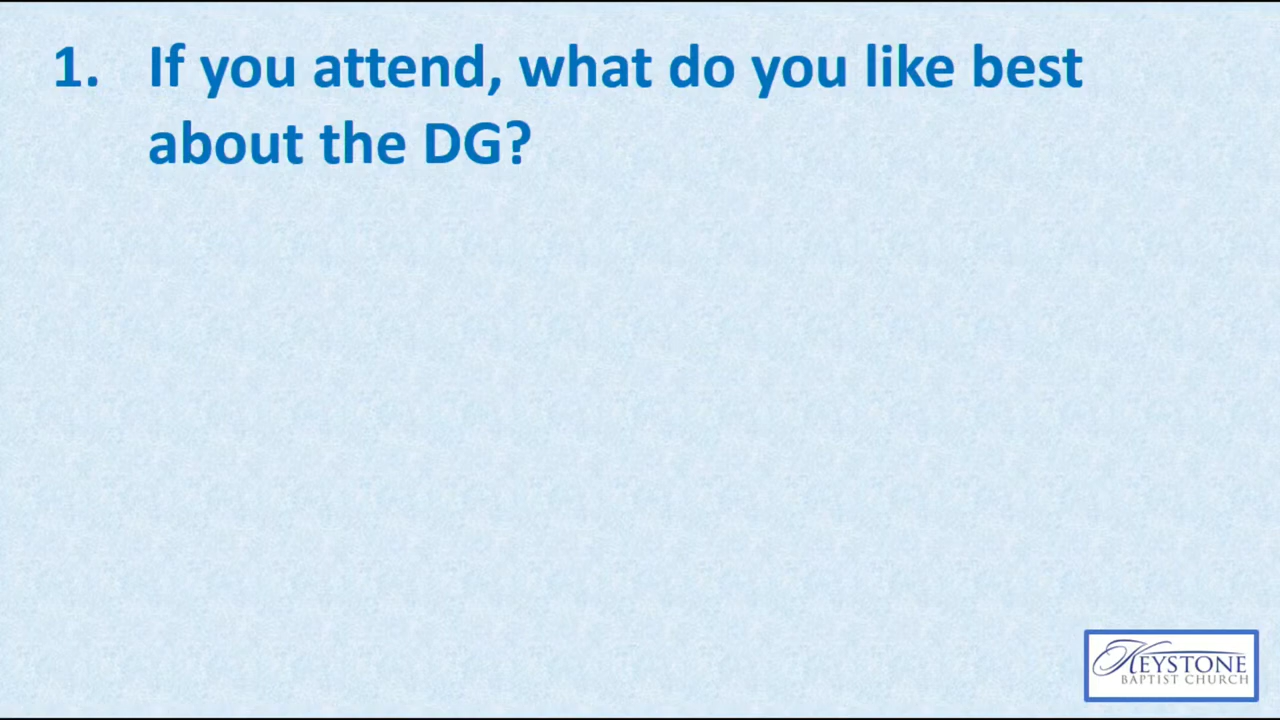 1. If you attend, what do you like best
about the DG?
KEYSTONE
BAPTIST CHURCH